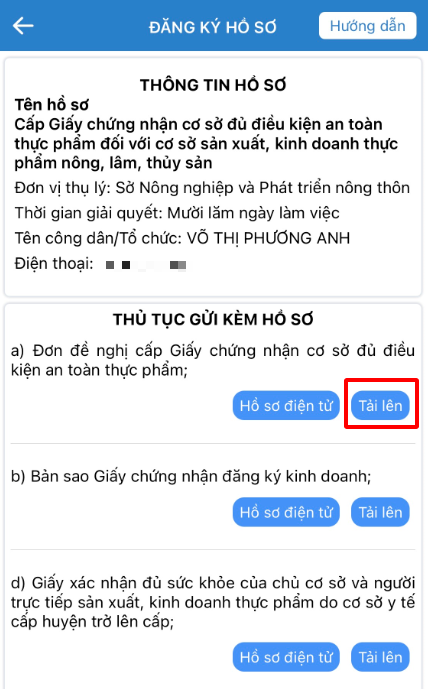 ĐĂNG KÝ HỒ SƠ
Hướng dẫn
THÔNG TIN HỒ SƠ
Tên hồ sơ
Cấp Giấy chứng nhận cơ sở đủ điều kiện an toàn
thực phẩm đối với cơ sở sản xuất, kinh doanh thực
phẩm nông, lâm, thủy sản
Đơn vị thụ lý: Sở Nông nghiệp và Phát triển nông thôn
Thời gian giải quyết: Mười lăm ngày làm việc
Tên công dân/Tổ chức: VÕ THỊ PHƯƠNG ANH
Điện thoại:
THỦ TỤC GỬI KÈM HỒ SƠ
a) Đơn đề nghị cấp Giấy chứng nhận cơ sở đủ điều
kiện an toàn thực phẩm;
Hồ sơ điện tử
Tải lên
b) Bản sao Giấy chứng nhận đăng ký kinh doanh;
Hồ sơ điện tử
Tải lên
d) Giấy xác nhận đủ sức khỏe của chủ cơ sở và người
trực tiếp sản xuất, kinh doanh thực phẩm do cơ sở y tế
cấp huyện trở lên cấp;
Hồ sơ điện tử
Tải lên